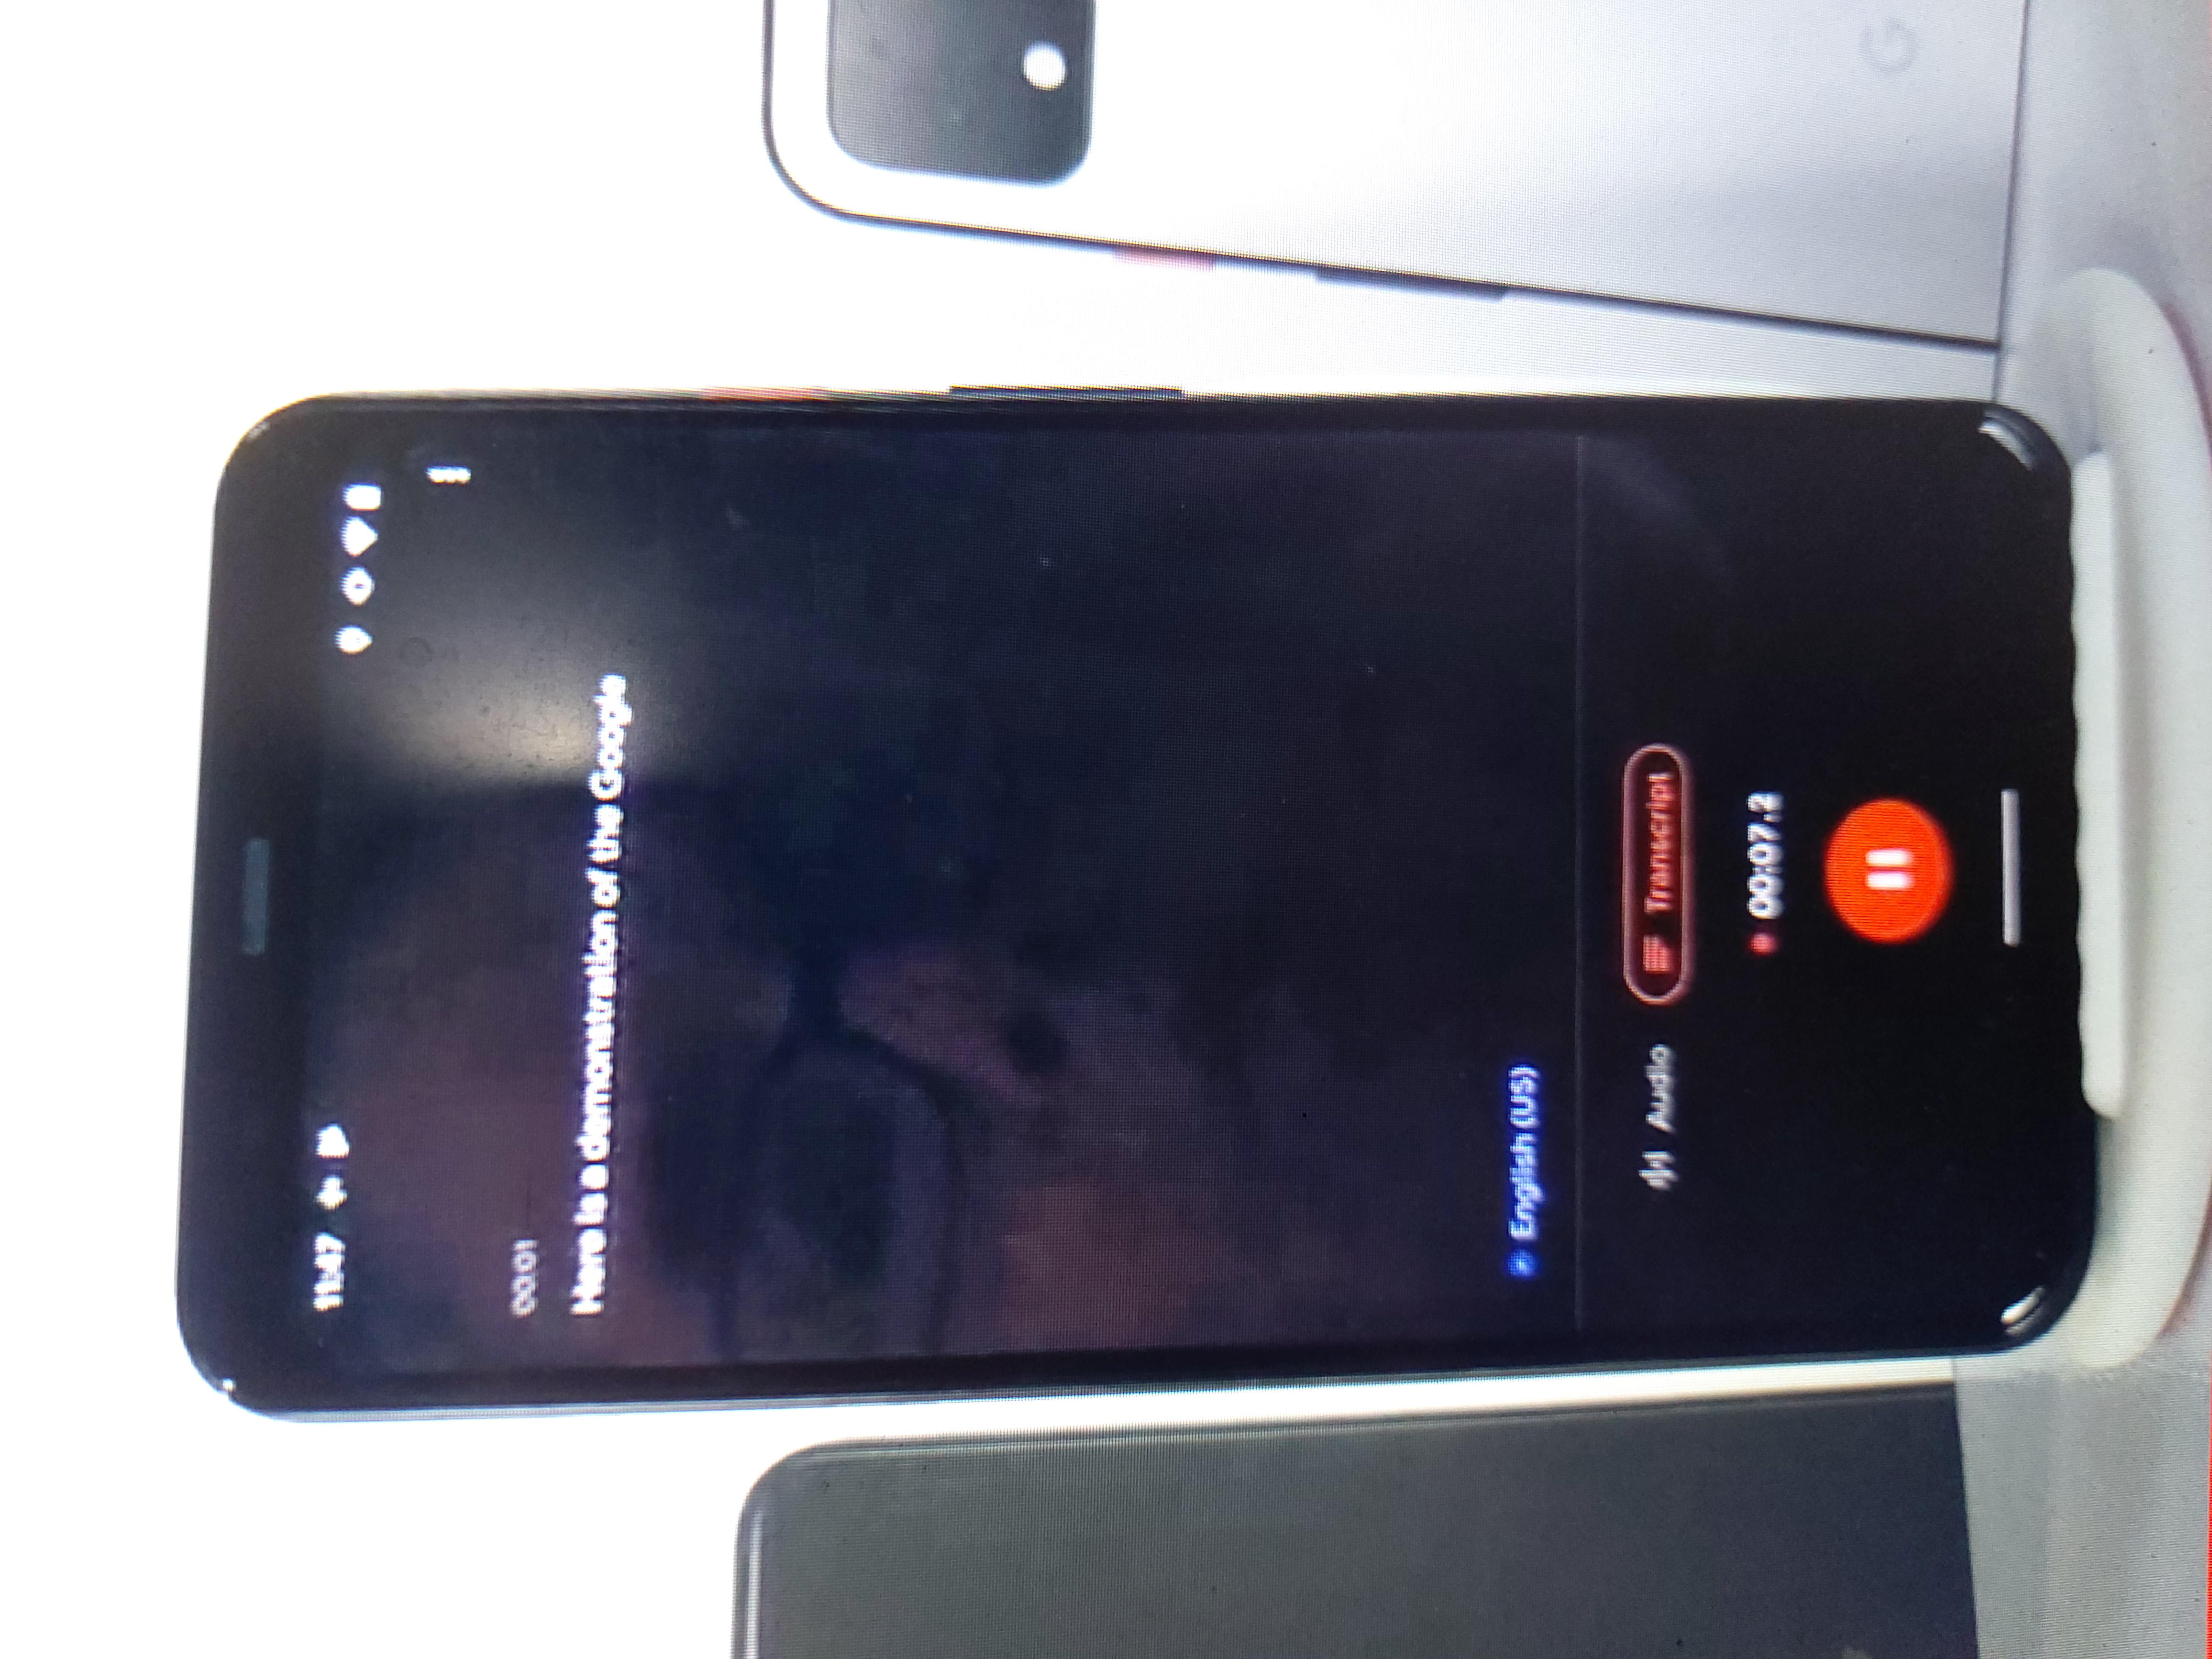 11:47
00:01
Here is a demonstration of the Google
English (US)
Audio
Transcript
00:07.2
G